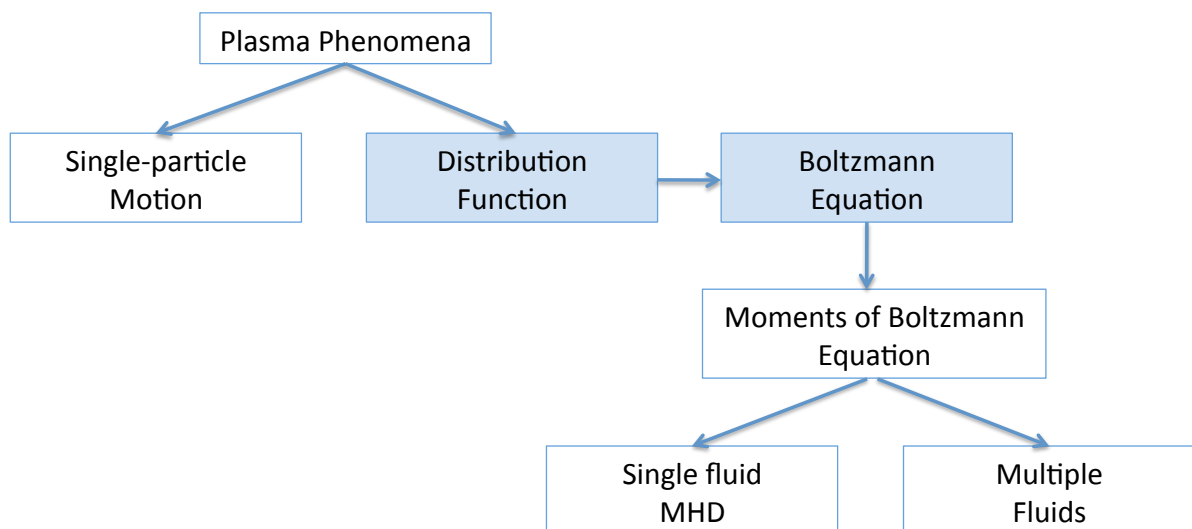 Plasma Phenomena
Single-particle
Motion
Distribution
Function
Boltzmann
Equation
Moments of Boltzmann
Equation
Single fluid
MHD
Multiple
Fluids